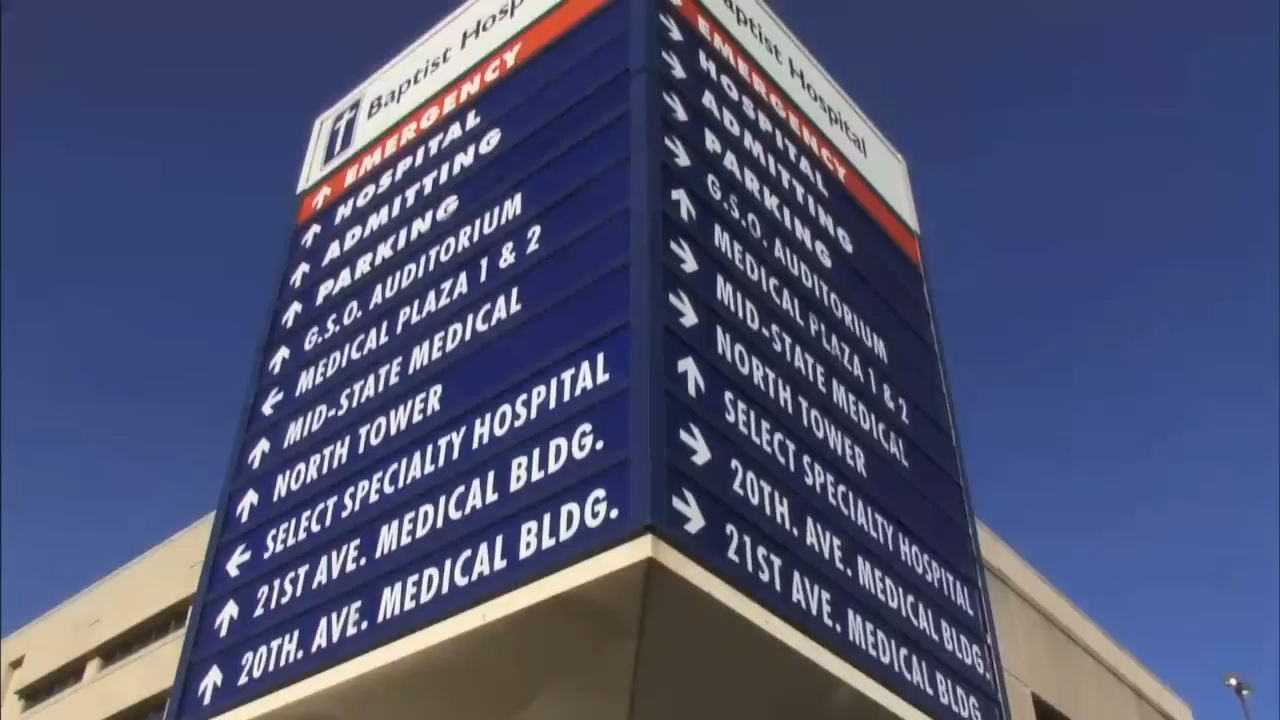 Baptist Hosp
EMERGENCY
HOSPITAL
ADMITTING
PARKING
G.S.O. AUDITORIUM
MEDICAL PLAZA 1 & 2
MID-STATE MEDICAL
NORTH TOWER
SELECT SPECIALTY HOSPITAL
21ST AVE. MEDICAL BLDG.
20TH. AVE. MEDICAL BLDG.
Baptist Hospital
EMERGENCY
HOSPITAL
ADMITTING
PARKING
G.S.O. AUDITORIUM
MEDICAL PLAZA 1 & 2
MID-STATE MEDICAL
NORTH TOWER
SELECT SPECIALTY HOSPITAL
20TH. AVE. MEDICAL BLDG.
21ST AVE. MEDICAL BLDG.